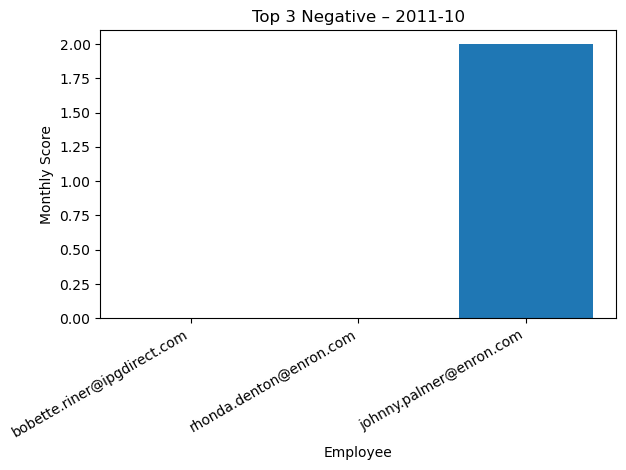 Top 3 Negative – 2011-10
Monthly Score
2.00
1.75
1.50
1.25
1.00
0.75
0.50
0.25
0.00
bobette.riner@ipgdirect.com
rhonda.denton@enron.com
johnny.palmer@enron.com
Employee